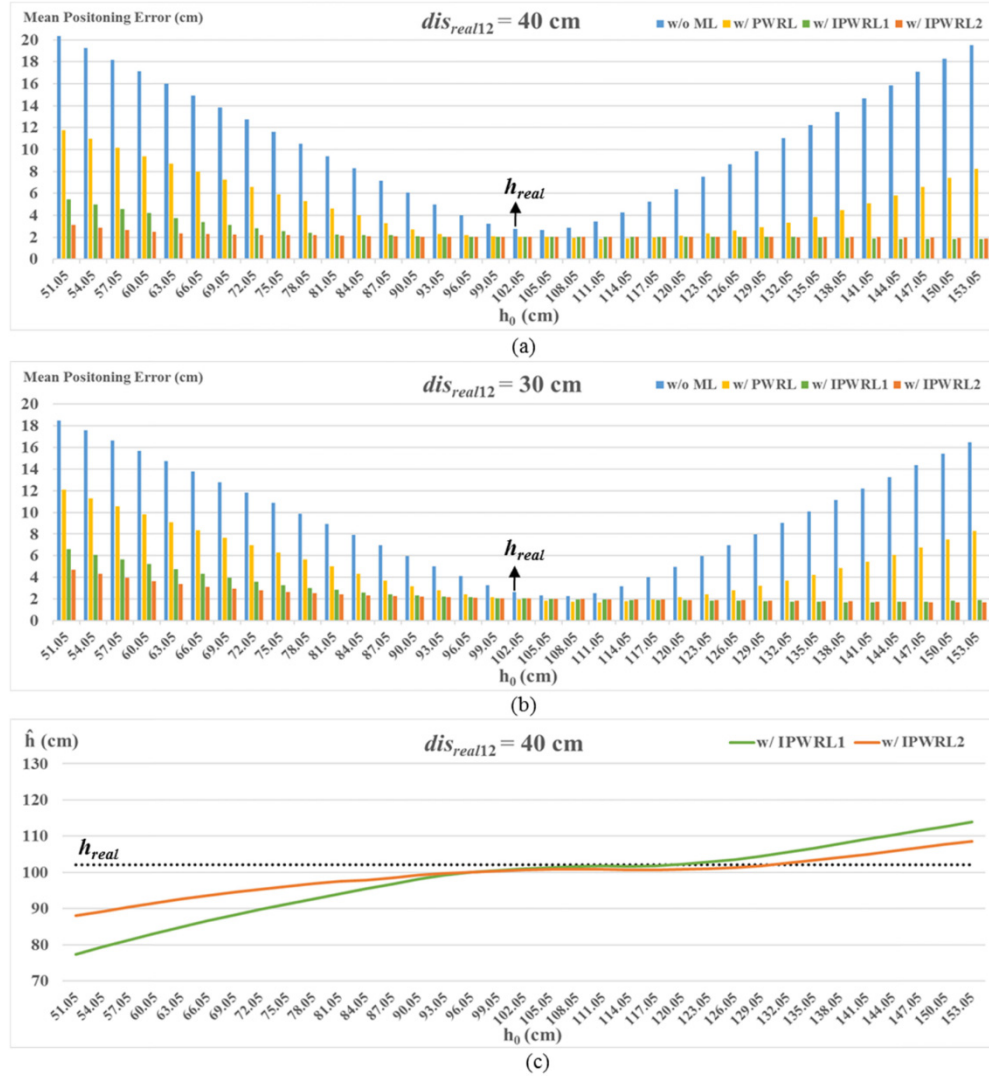 Mean Positoning Error (cm)
dis_real12 = 40 cm
w/o ML w/ PWRL w/ IPWRL1 w/ IPWRL2
20
18
16
14
12
10
8
6
4
2
0
h_real
51.05 54.05 57.05 60.05 63.05 66.05 69.05 72.05 75.05 78.05 81.05 84.05 87.05 90.05 93.05 96.05 99.05 102.05 105.05 108.05 111.05 114.05 117.05 120.05 123.05 126.05 129.05 132.05 135.05 138.05 141.05 144.05 147.05 150.05 153.05
h₀ (cm)
(a)
Mean Positoning Error (cm)
dis_real12 = 30 cm
w/o ML w/ PWRL w/ IPWRL1 w/ IPWRL2
20
18
16
14
12
10
8
6
4
2
0
h_real
51.05 54.05 57.05 60.05 63.05 66.05 69.05 72.05 75.05 78.05 81.05 84.05 87.05 90.05 93.05 96.05 99.05 102.05 105.05 108.05 111.05 114.05 117.05 120.05 123.05 126.05 129.05 132.05 135.05 138.05 141.05 144.05 147.05 150.05 153.05
h₀ (cm)
(b)
ĥ (cm)
dis_real12 = 40 cm
w/ IPWRL1 w/ IPWRL2
130
120
110
100
90
80
70
h_real
51.05 54.05 57.05 60.05 63.05 66.05 69.05 72.05 75.05 78.05 81.05 84.05 87.05 90.05 93.05 96.05 99.05 102.05 105.05 108.05 111.05 114.05 117.05 120.05 123.05 126.05 129.05 132.05 135.05 138.05 141.05 144.05 147.05 150.05 153.05
h₀ (cm)
(c)